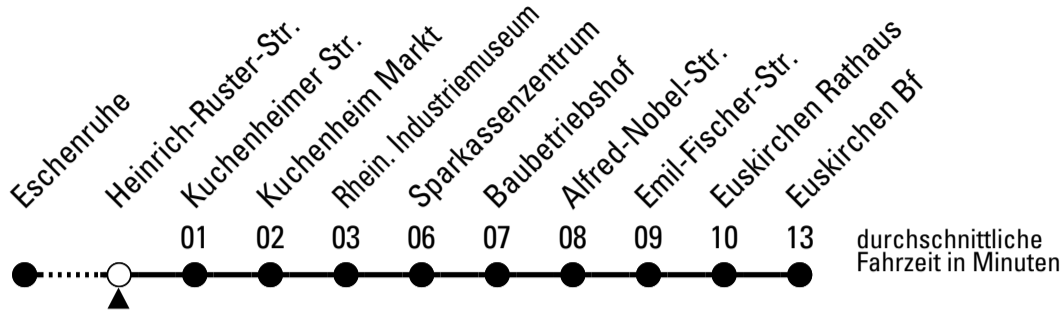 Eschenruhe
Heinrich-Ruster-Str.
Kuchenheimer Str.
Kuchenheim Markt
Rhein. Industriemuseum
Sparkassenzentrum
Baubetriebshof
Alfred-Nobel-Str.
Emil-Fischer-Str.
Euskirchen Rathaus
Euskirchen Bf
01 02 03 06 07 08 09 10 13
durchschnittliche
Fahrzeit in Minuten